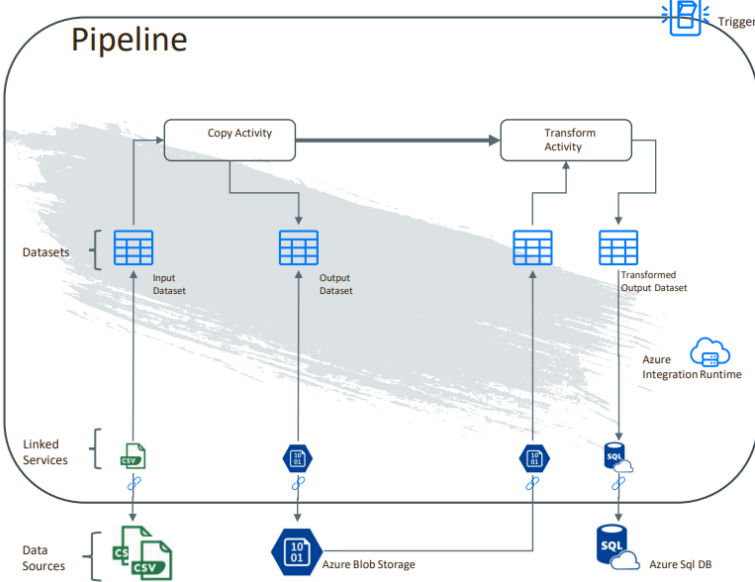 Trigger
Pipeline
Copy Activity
Transform
Activity
Datasets
Input
Dataset
Output
Dataset
Transformed
Output Dataset
Azure
Integration Runtime
Linked
Services
CSV
10
01
10
01
SQL
Data
Sources
CS
CSV
10
01
Azure Blob Storage
SQL
Azure Sql DB